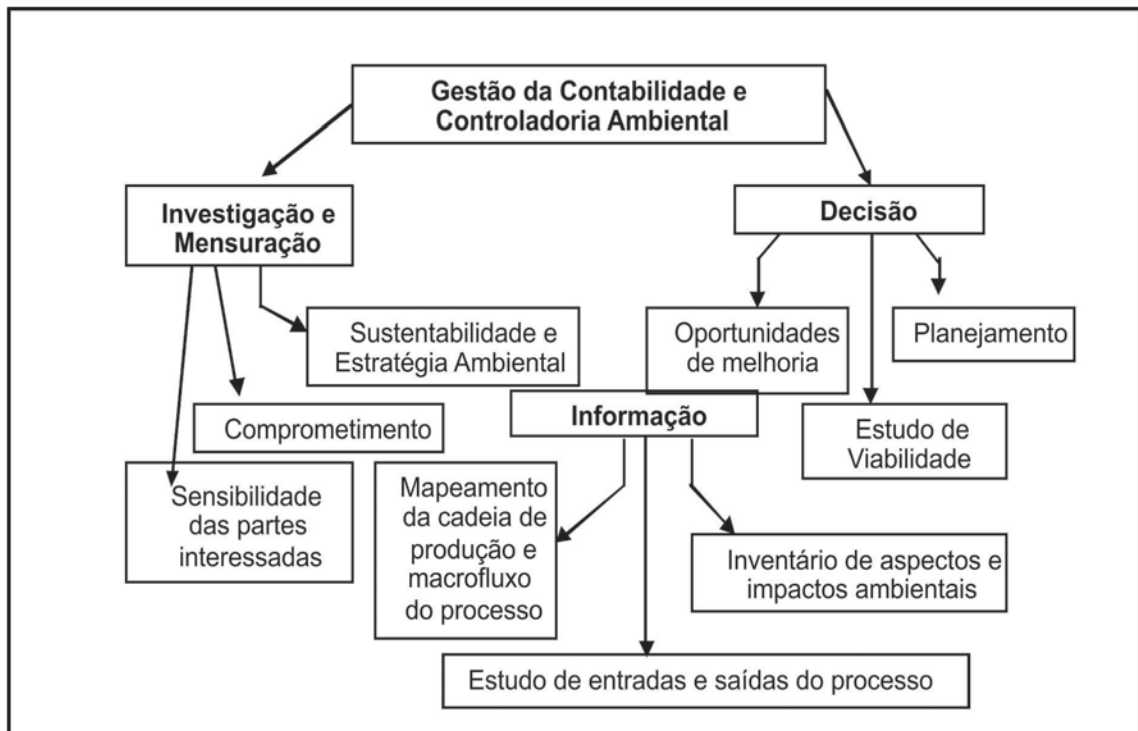 Gestão da Contabilidade e
Controladoria Ambiental
Investigação e
Mensuração
Decisão
Sustentabilidade e
Estratégia Ambiental
Oportunidades
de melhoria
Planejamento
Comprometimento
Informação
Estudo de
Viabilidade
Sensibilidade
das partes
interessadas
Mapeamento
da cadeia de
produção e
macrofluxo
do processo
Inventário de aspectos e
impactos ambientais
Estudo de entradas e saídas do processo